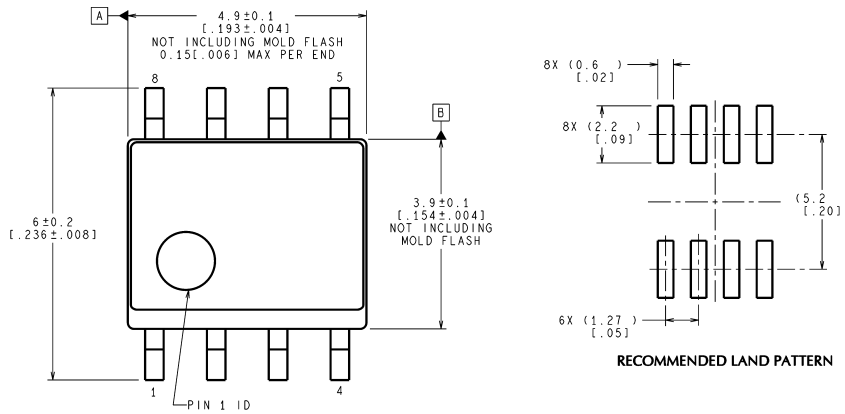 A
4.9±0.1
[.193±.004]
NOT INCLUDING MOLD FLASH
0.15[.006] MAX PER END
8
5
B
6±0.2
[.236±.008]
3.9±0.1
[.154±.004]
NOT INCLUDING
MOLD FLASH
1
4
PIN 1 ID
8X (0.6 )
[.02]
8X (2.2 )
[.09]
(5.2
[.20]
6X (1.27 )
[.05]
RECOMMENDED LAND PATTERN